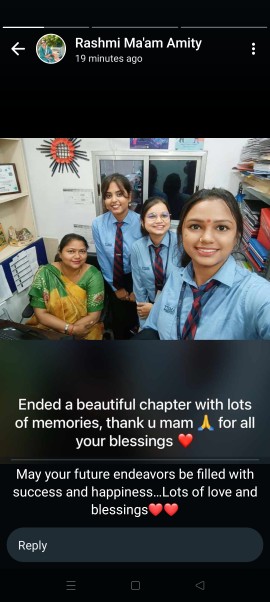 Rashmi Ma'am Amity
19 minutes ago
Ended a beautiful chapter with lots
of memories, thank u mam 🙏 for all
your blessings ❤️
May your future endeavors be filled with
success and happiness...Lots of love and
blessings❤️❤️
Reply